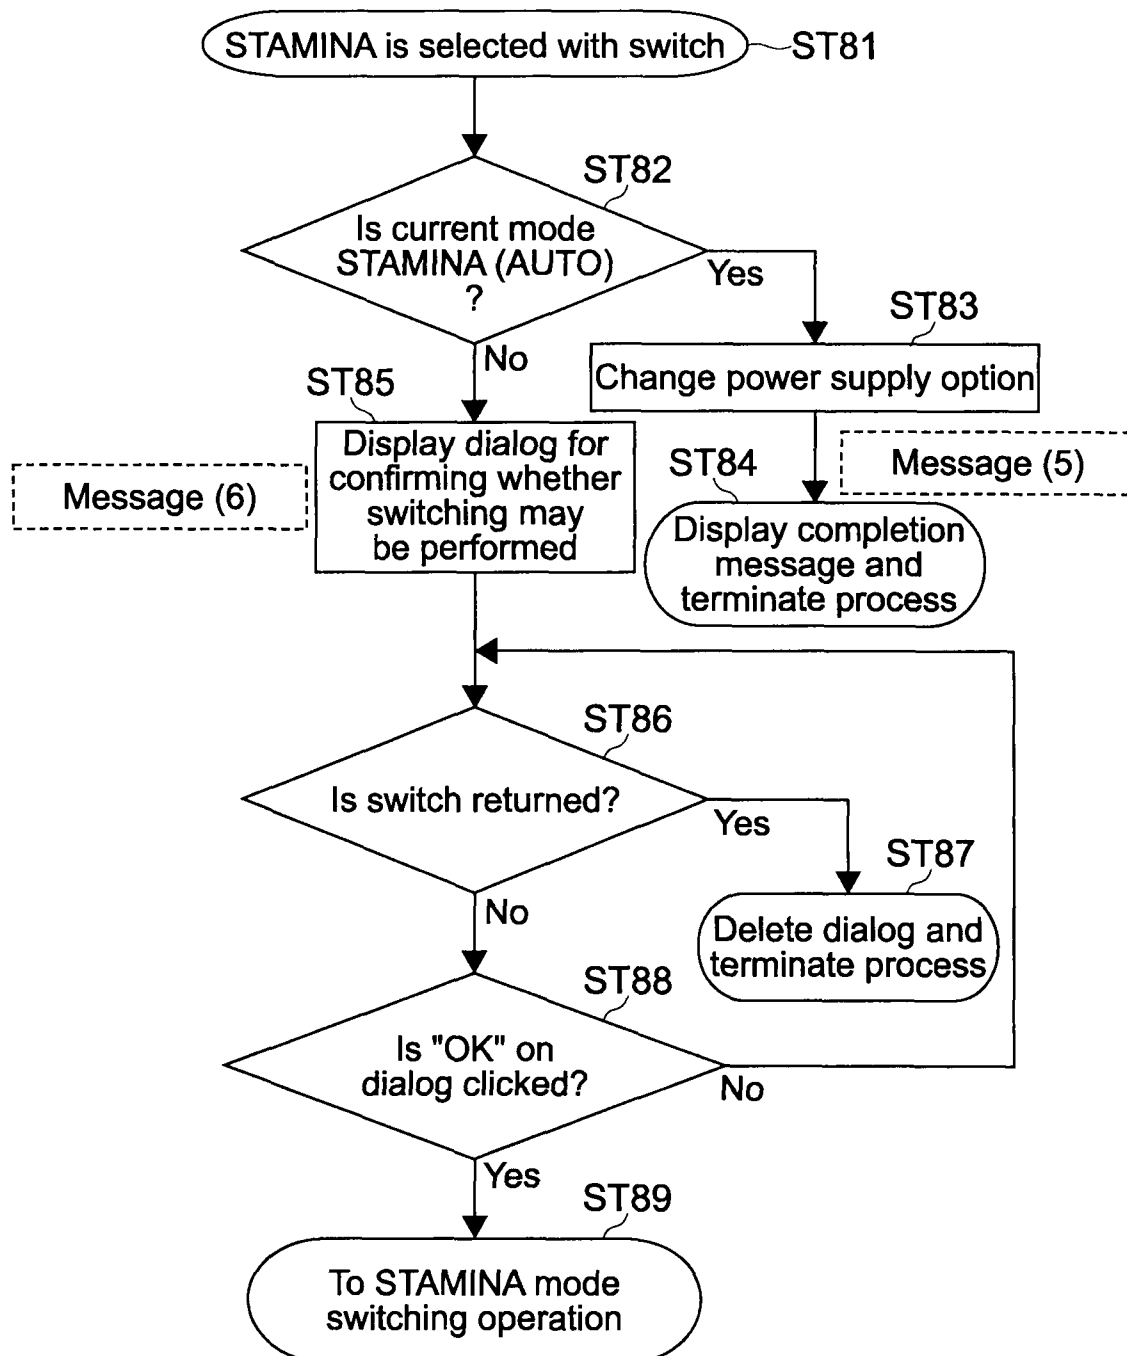 STAMINA is selected with switch
ST81
ST82
Is current mode
STAMINA (AUTO)
?
Yes
No
ST83
Change power supply option
ST85
Display dialog for
confirming whether
switching may
be performed
Message (6)
Message (5)
ST84
Display completion
message and
terminate process
ST86
Is switch returned?
Yes
No
ST87
Delete dialog and
terminate process
ST88
Is "OK" on
dialog clicked?
No
Yes
ST89
To STAMINA mode
switching operation